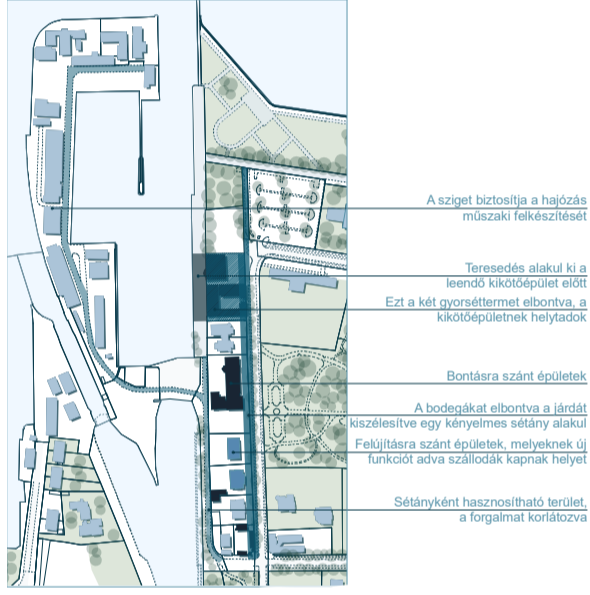 A sziget biztosítja a hajózás
műszaki felkészítését
Teresedés alakul ki a
leendő kikötőépület előtt
Ezt a két gyorséttermet elbontva, a
kikötőépületnek helytadok
Bontásra szánt épületek
A bodegákat elbontva a járdát
kiszélesítve egy kényelmes sétány alakul
Felújításra szánt épületek, melyeknek új
funkciót adva szállodák kapnak helyet
Sétányként hasznosítható terület,
a forgalmat korlátozva